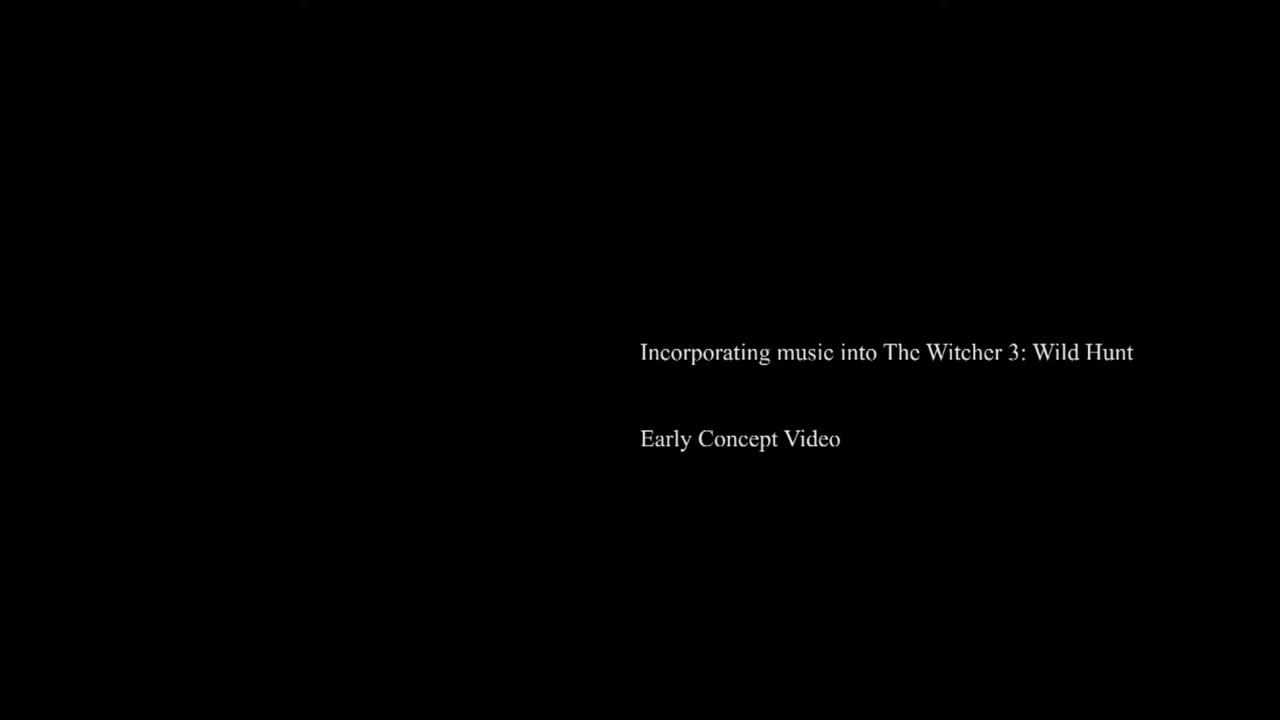 Incorporating music into The Witcher 3: Wild Hunt
Early Concept Video